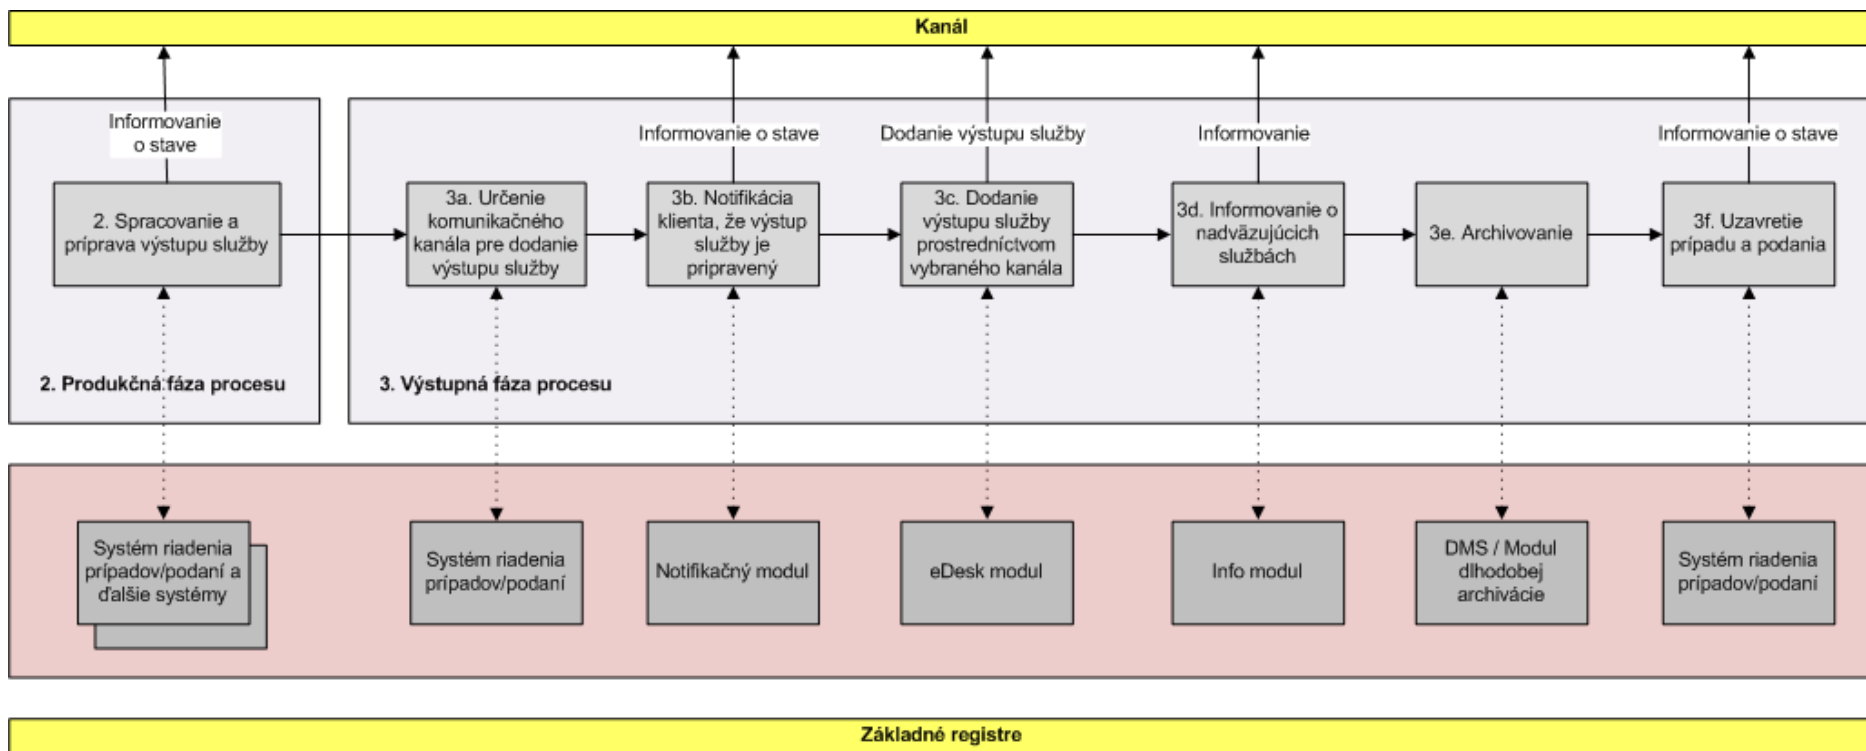 Kanál
Informovanie
o stave
Informovanie o stave
Dodanie výstupu služby
Informovanie
Informovanie o stave
2. Spracovanie a
príprava výstupu služby
3a. Určenie
komunikačného
kanála pre dodanie
výstupu služby
3b. Notifikácia
klienta, že výstup
služby je
pripravený
3c. Dodanie
výstupu služby
prostredníctvom
vybraného kanála
3d. Informovanie o
nadväzujúcich
službách
3e. Archivovanie
3f. Uzavretie
prípadu a podania
2. Produkčná fáza procesu
3. Výstupná fáza procesu
Systém riadenia
prípadov/podaní a
ďalšie systémy
Systém riadenia
prípadov/podaní
Notifikačný modul
eDesk modul
Info modul
DMS / Modul
dlhodobej
archivácie
Systém riadenia
prípadov/podaní
Základné registre